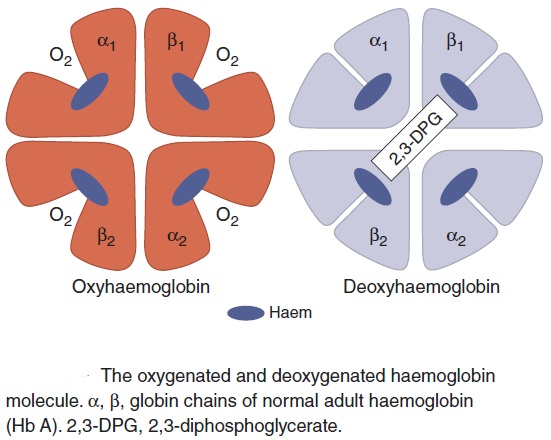 α1 β1 α1 β1
O2 O2
2,3-DPG
O2 O2
β2 α2 β2 α2
Oxyhaemoglobin Deoxyhaemoglobin
Haem
The oxygenated and deoxygenated haemoglobin
molecule. α, β, globin chains of normal adult haemoglobin
(Hb A). 2,3-DPG, 2,3-diphosphoglycerate.